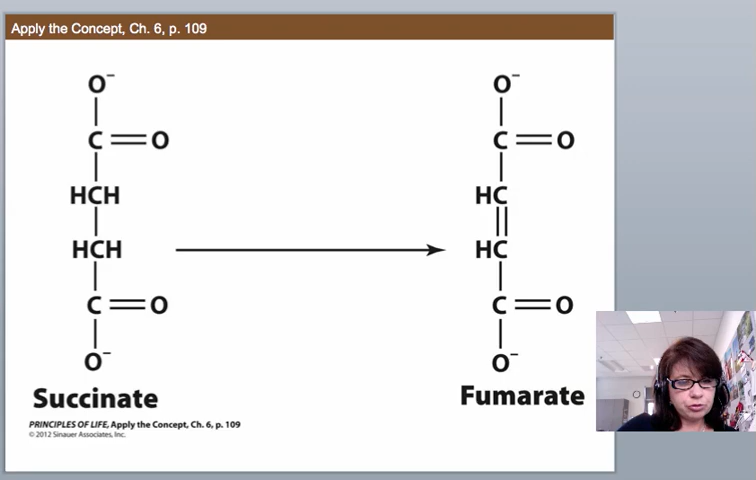 Apply the Concept, Ch. 6, p. 109
O⁻ O⁻
C=O C=O
HCH HC
HCH HC
C=O C=O
O⁻ O⁻
Succinate Fumarate
PRINCIPLES OF LIFE, Apply the Concept, Ch. 6, p. 109
© 2012 Sinauer Associates, Inc.